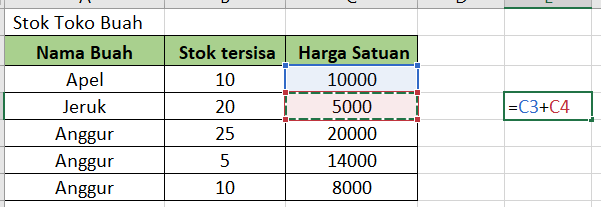 Stok Toko Buah
Nama Buah Stok tersisa Harga Satuan
Apel 10 10000
Jeruk 20 5000 =C3+C4
Anggur 25 20000
Anggur 5 14000
Anggur 10 8000